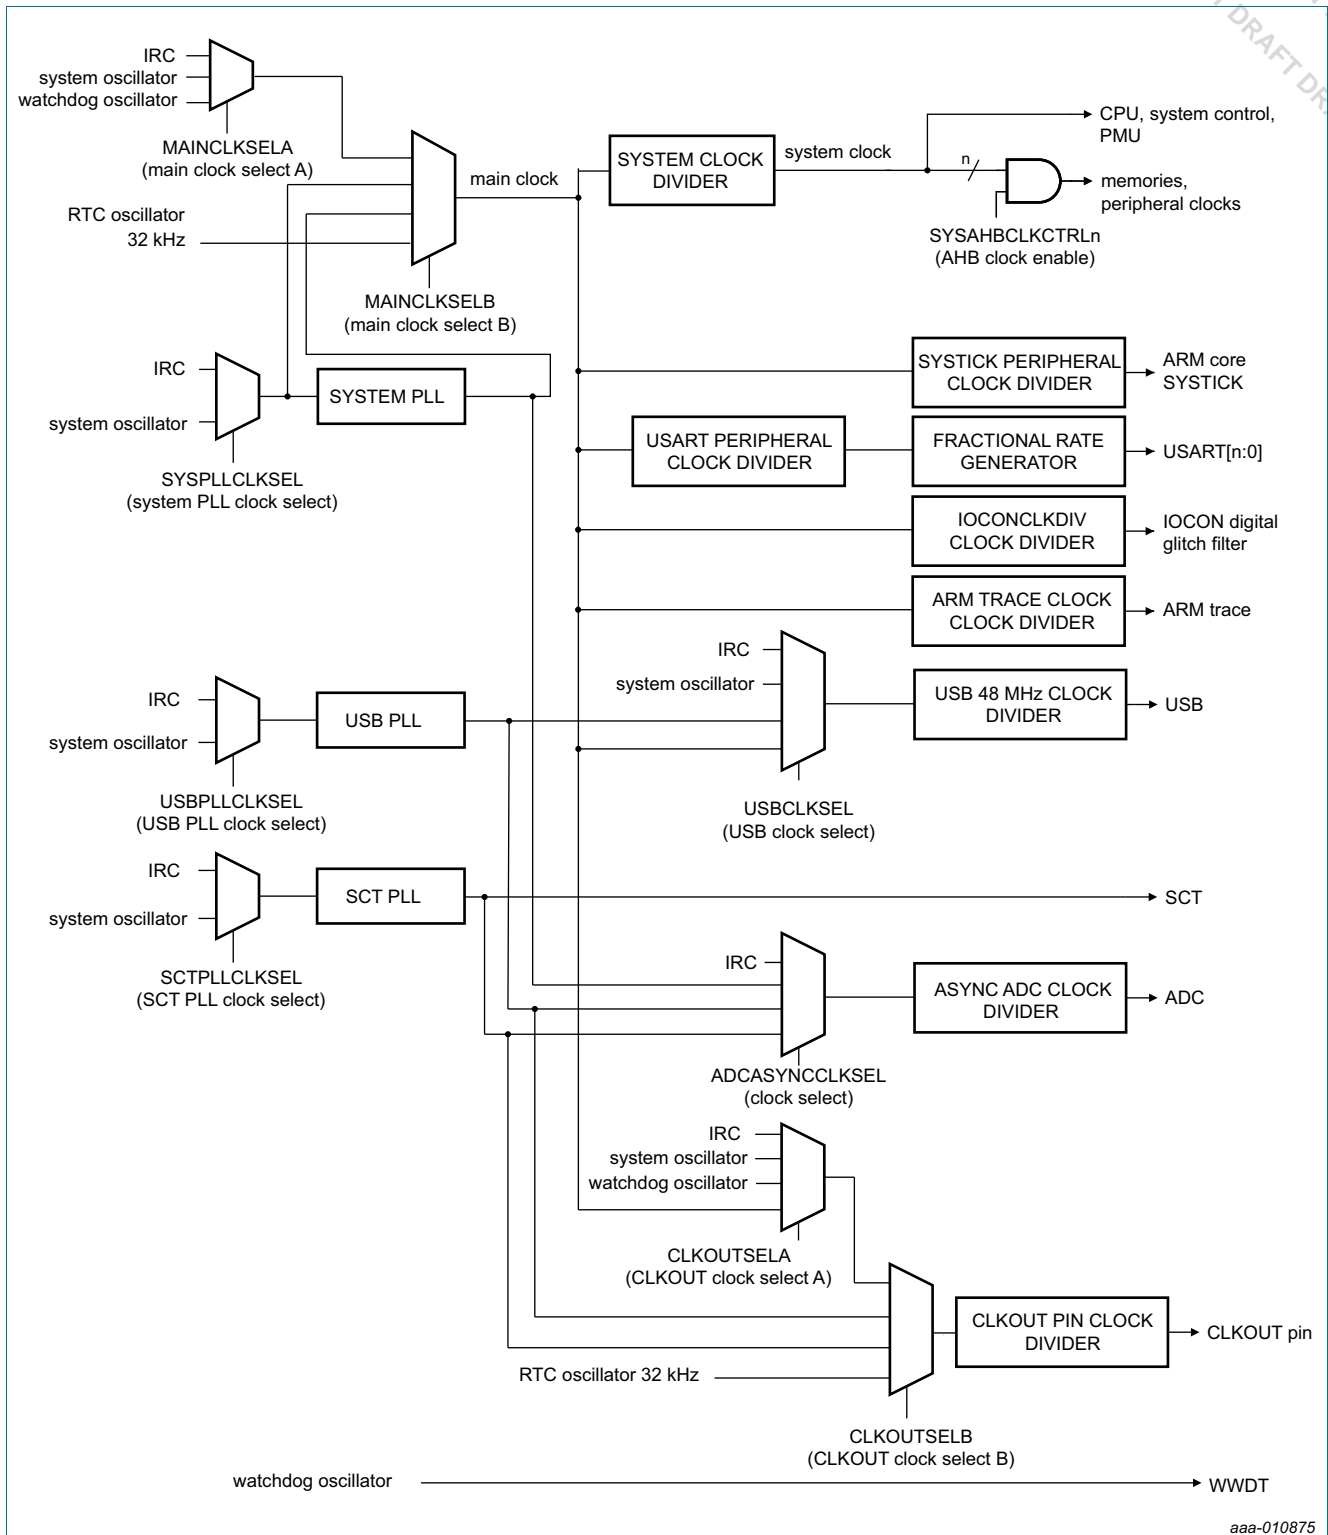 DRAFT DR
IRC
system oscillator
watchdog oscillator
MAINCLKSELA
(main clock select A)
RTC oscillator
32 kHz
main clock
MAINCLKSELB
(main clock select B)
SYSTEM CLOCK
DIVIDER
system clock
n
CPU, system control,
PMU
memories,
peripheral clocks
SYSAHBCLKCTRLn
(AHB clock enable)
IRC
system oscillator
SYSTEM PLL
SYSPLLCLKSEL
(system PLL clock select)
SYSTICK PERIPHERAL
CLOCK DIVIDER
ARM core
SYSTICK
USART PERIPHERAL
CLOCK DIVIDER
FRACTIONAL RATE
GENERATOR
USART[n:0]
IOCONCLKDIV
CLOCK DIVIDER
IOCON digital
glitch filter
ARM TRACE CLOCK
CLOCK DIVIDER
ARM trace
IRC
system oscillator
USB PLL
USBPLLCLKSEL
(USB PLL clock select)
IRC
system oscillator
USBCLKSEL
(USB clock select)
USB 48 MHz CLOCK
DIVIDER
USB
IRC
system oscillator
SCT PLL
SCTPLLCLKSEL
(SCT PLL clock select)
SCT
IRC
ADCASYNCCLKSEL
(clock select)
ASYNC ADC CLOCK
DIVIDER
ADC
IRC
system oscillator
watchdog oscillator
CLKOUTSELA
(CLKOUT clock select A)
RTC oscillator 32 kHz
CLKOUTSELB
(CLKOUT clock select B)
CLKOUT PIN CLOCK
DIVIDER
CLKOUT pin
watchdog oscillator
WWDT
aaa-010875